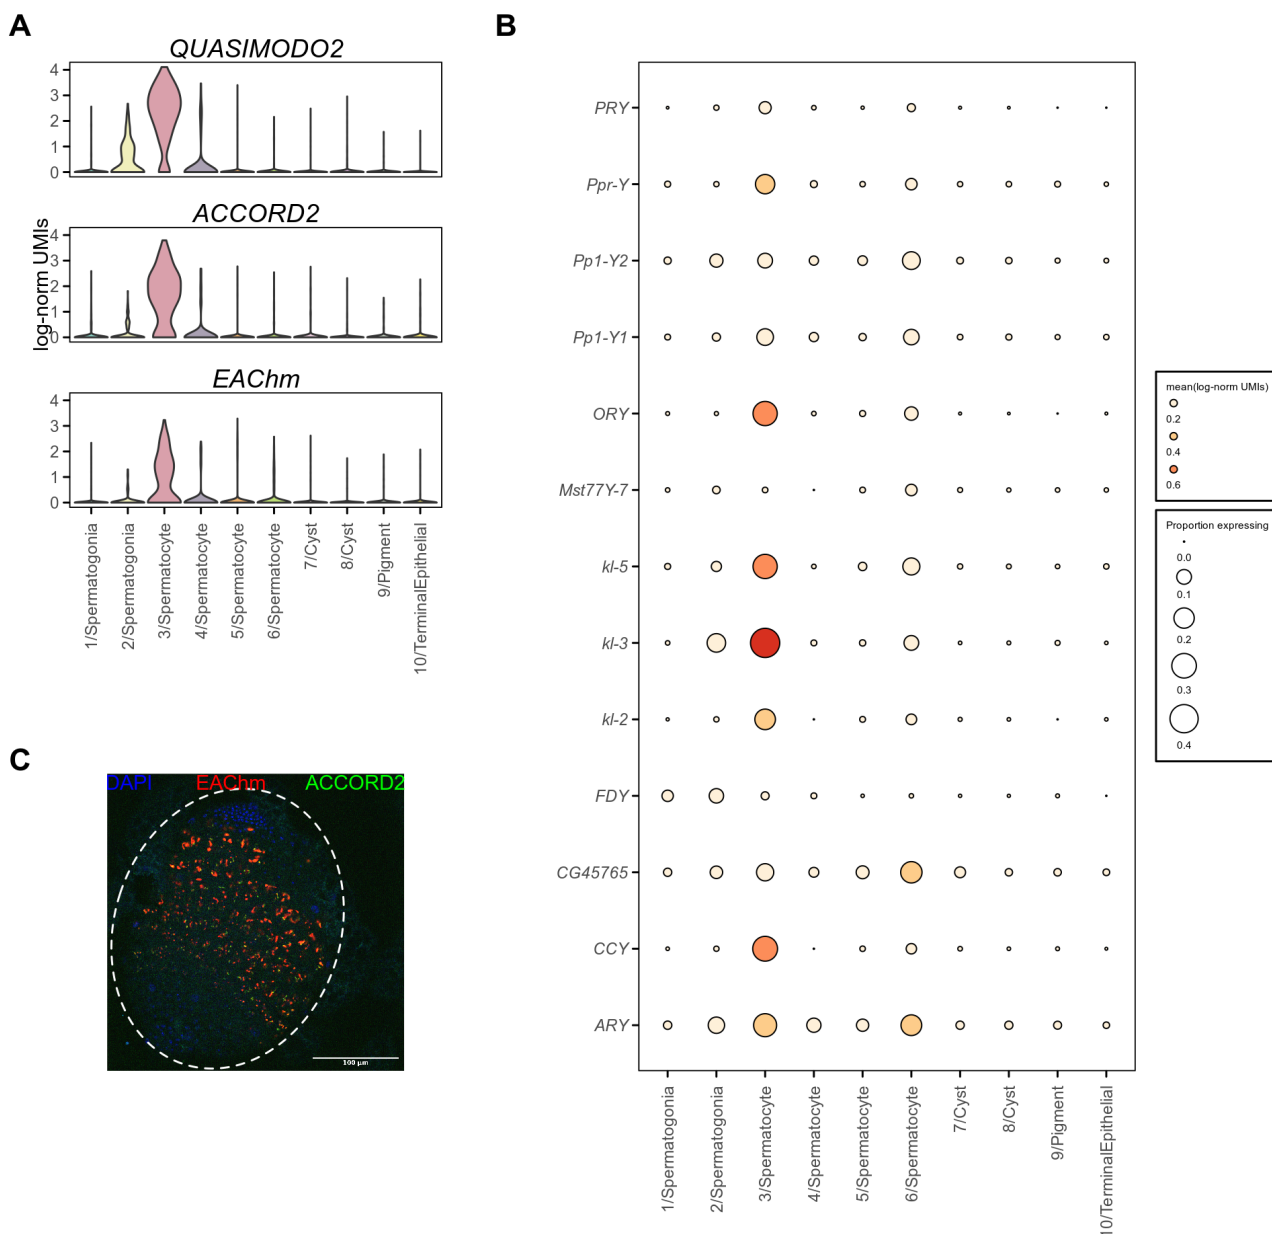 A
QUASIMODO2
4
3
2
1
0
ACCORD2
4
3
2
1
0
log-norm UMIs
EAChm
4
3
2
1
0
1/Spermatogonia
2/Spermatogonia
3/Spermatocyte
4/Spermatocyte
5/Spermatocyte
6/Spermatocyte
7/Cyst
8/Cyst
9/Pigment
10/TerminalEpithelial
B
PRY
Ppr-Y
Pp1-Y2
Pp1-Y1
ORY
Mst77Y-7
kl-5
kl-3
kl-2
FDY
CG45765
CCY
ARY
1/Spermatogonia
2/Spermatogonia
3/Spermatocyte
4/Spermatocyte
5/Spermatocyte
6/Spermatocyte
7/Cyst
8/Cyst
9/Pigment
10/TerminalEpithelial
mean(log-norm UMIs)
0.2
0.4
0.6
Proportion expressing
0.0
0.1
0.2
0.3
0.4
C
DAPI EAChm ACCORD2
100 µm